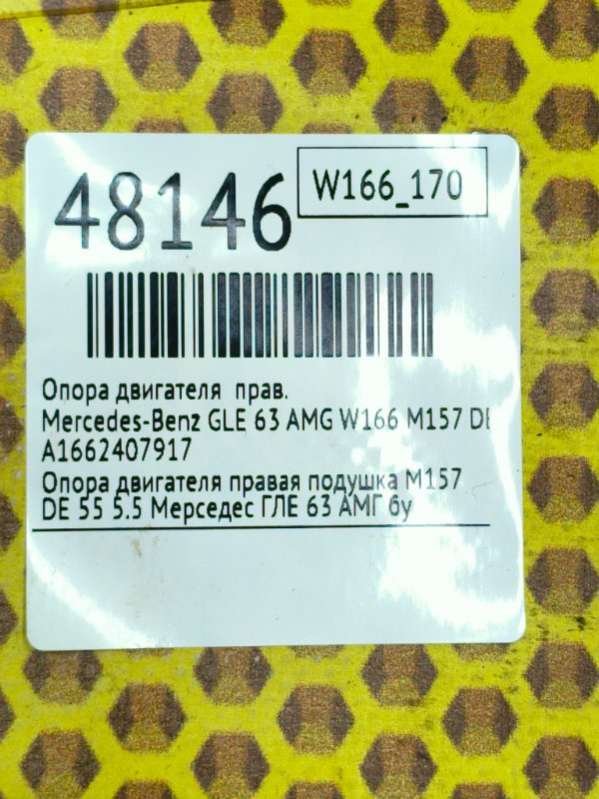 48146
W166_170
Опора двигателя прав.
Mercedes-Benz GLE 63 AMG W166 M157 DE
A1662407917
Опора двигателя правая подушка М157
DE 55 5.5 Мерседес ГЛЕ 63 АМГ бу